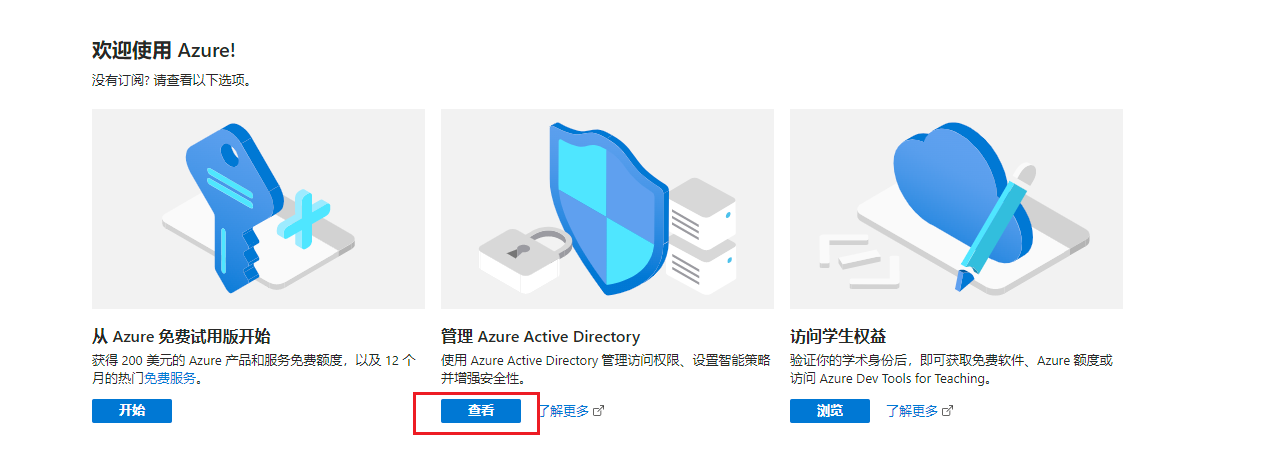 欢迎使用 Azure!
没有订阅? 请查看以下选项。
从 Azure 免费试用版开始
获得 200 美元的 Azure 产品和服务免费额度，以及 12 个
月的热门免费服务。
开始
管理 Azure Active Directory
使用 Azure Active Directory 管理访问权限、设置智能策略
并增强安全性。
查看 了解更多
访问学生权益
验证你的学术身份后，即可获取免费软件、Azure 额度或
访问 Azure Dev Tools for Teaching。
浏览 了解更多